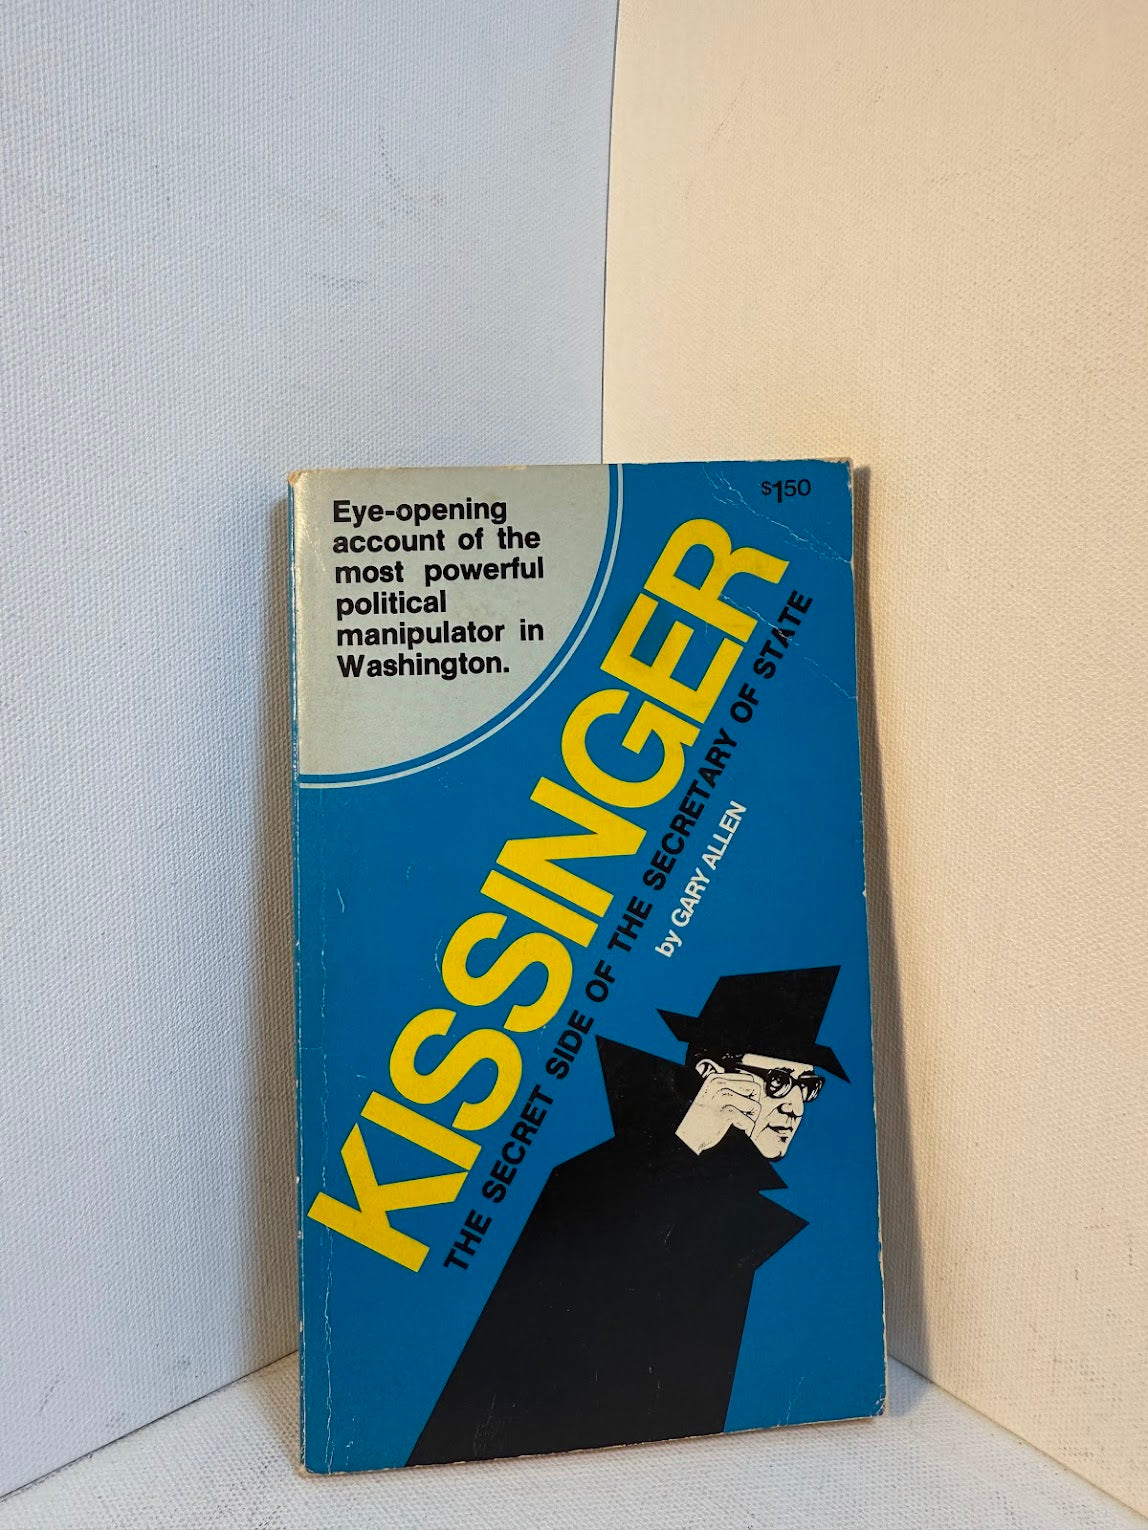 Eye-opening
account of the
most powerful
political
manipulator in
Washington.
$1.50
KISSINGER
THE SECRET SIDE OF THE SECRETARY OF STATE
by GARY ALLEN